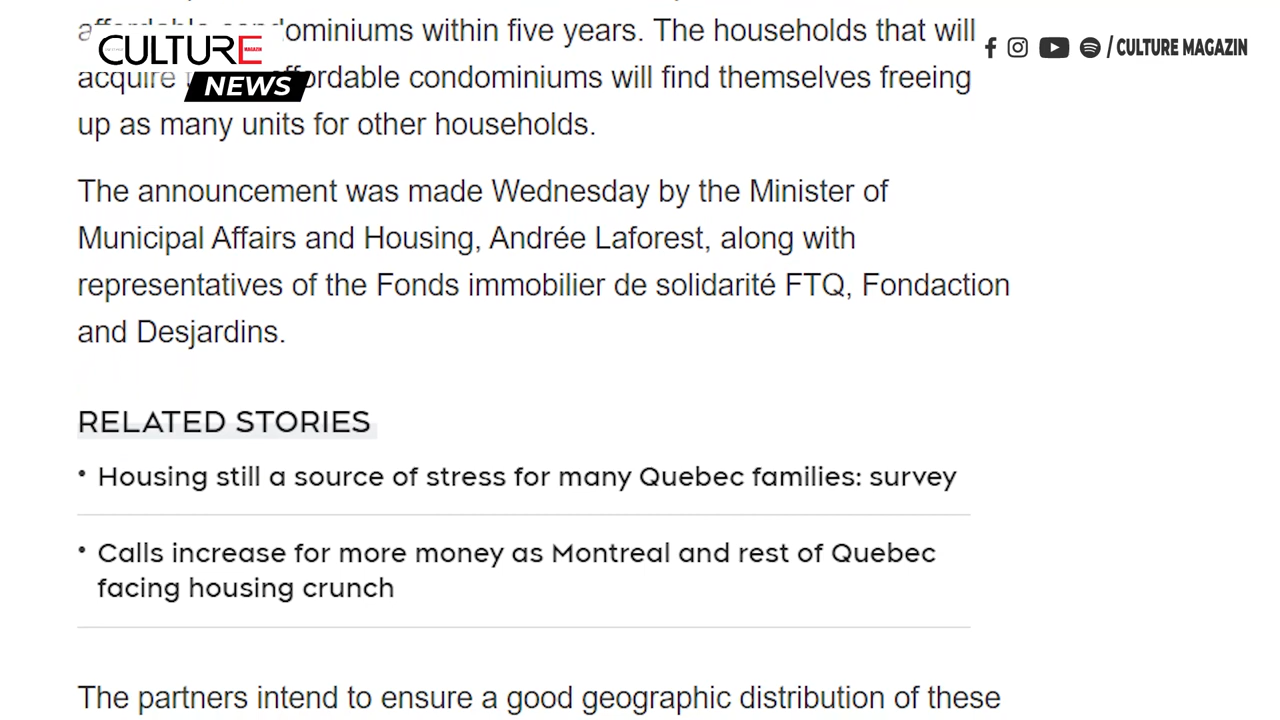 ominiums within five years. The households that will
CULTURE
MAGAZIN
NEWS
/ CULTURE MAGAZIN
acquire ordable condominiums will find themselves freeing
up as many units for other households.
The announcement was made Wednesday by the Minister of
Municipal Affairs and Housing, Andrée Laforest, along with
representatives of the Fonds immobilier de solidarité FTQ, Fondaction
and Desjardins.
RELATED STORIES
• Housing still a source of stress for many Quebec families: survey
• Calls increase for more money as Montreal and rest of Quebec
facing housing crunch
The partners intend to ensure a good geographic distribution of these